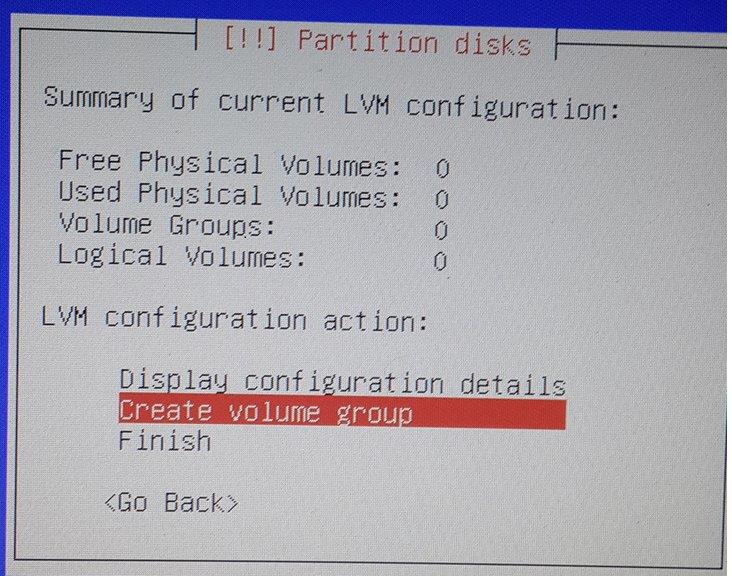 [!!] Partition disks
Summary of current LVM configuration:
Free Physical Volumes: 0
Used Physical Volumes: 0
Volume Groups: 0
Logical Volumes: 0
LVM configuration action:
Display configuration details
Create volume group
Finish
<Go Back>